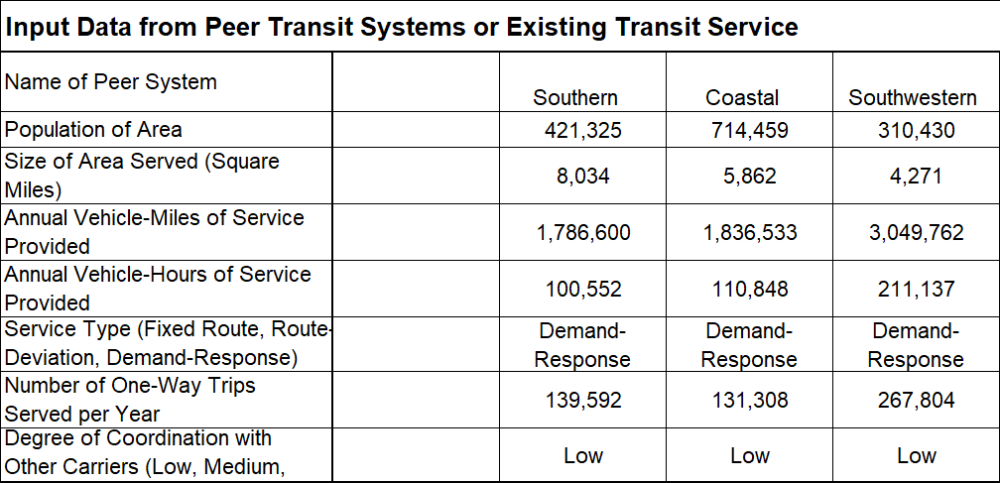 Input Data from Peer Transit Systems or Existing Transit Service
Name of Peer System
Southern Coastal Southwestern
Population of Area 421,325 714,459 310,430
Size of Area Served (Square
Miles)
8,034 5,862 4,271
Annual Vehicle-Miles of Service
Provided
1,786,600 1,836,533 3,049,762
Annual Vehicle-Hours of Service
Provided
100,552 110,848 211,137
Service Type (Fixed Route, Route-
Deviation, Demand-Response)
Demand- Demand- Demand-
Response Response Response
Number of One-Way Trips
Served per Year
139,592 131,308 267,804
Degree of Coordination with
Other Carriers (Low, Medium,
Low Low Low